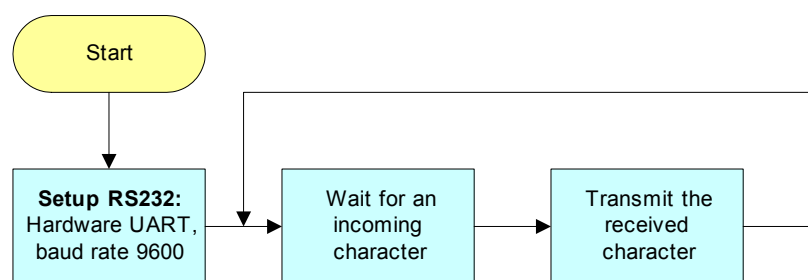 Start
Setup RS232:
Hardware UART,
baud rate 9600
Wait for an
incoming
character
Transmit the
received
character